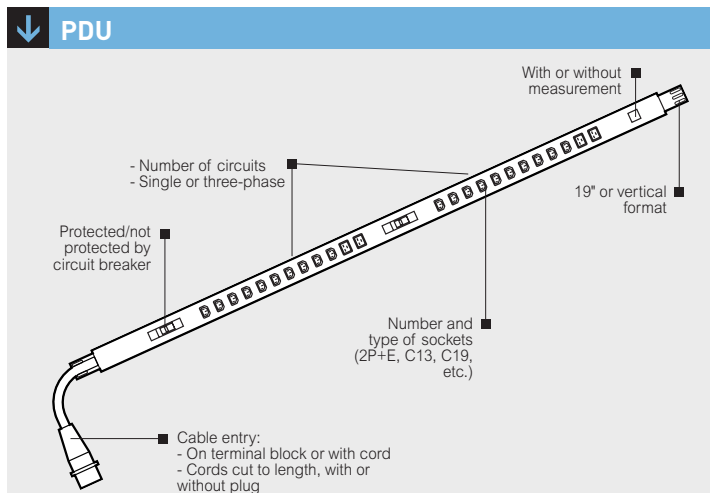 PDU
With or without
measurement
- Number of circuits
- Single or three-phase
19" or vertical
format
Protected/not
protected by
circuit breaker
Number and
type of sockets
(2P+E, C13, C19,
etc.)
Cable entry:
- On terminal block or with cord
- Cords cut to length, with or
without plug